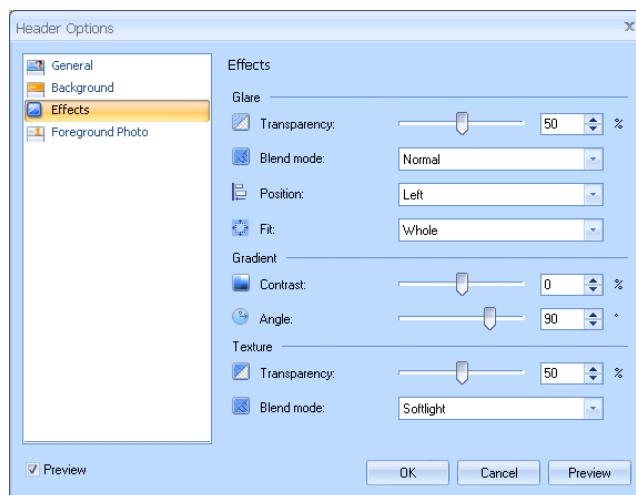 Header Options
General
Background
Effects
Foreground Photo
Effects
Glare
Transparency: 50 %
Blend mode: Normal
Position: Left
Fit: Whole
Gradient
Contrast: 0 %
Angle: 90 °
Texture
Transparency: 50 %
Blend mode: Softlight
Preview
OK Cancel Preview